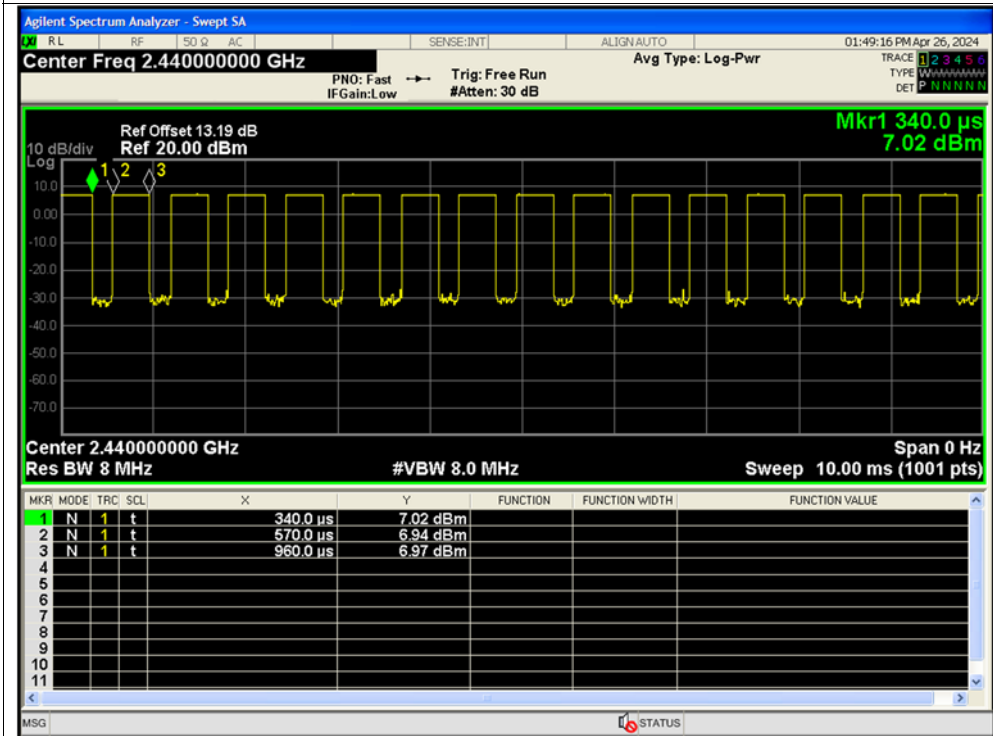 Agilent Spectrum Analyzer - Swept SA
RL RF 50 Ω AC SENSE:INT ALIGN AUTO 01:49:16 PM Apr 26, 2024
Center Freq 2.440000000 GHz Avg Type: Log-Pwr TRACE 1 2 3 4 5 6
PNO: Fast Trig: Free Run TYPE W
IFGain:Low #Atten: 30 dB DET P N N N N N
Mkr1 340.0 µs
Ref Offset 13.19 dB
10 dB/div Ref 20.00 dBm 7.02 dBm
Log
1 2 3
10.0
0.00
-10.0
-20.0
-30.0
-40.0
-50.0
-60.0
-70.0
Center 2.440000000 GHz Span 0 Hz
Res BW 8 MHz #VBW 8.0 MHz Sweep 10.00 ms (1001 pts)
MKR MODE TRC SCL X Y FUNCTION FUNCTION WIDTH FUNCTION VALUE
1 N 1 t 340.0 µs 7.02 dBm
2 N 1 t 570.0 µs 6.94 dBm
3 N 1 t 960.0 µs 6.97 dBm
4
5
6
7
8
9
10
11
MSG STATUS